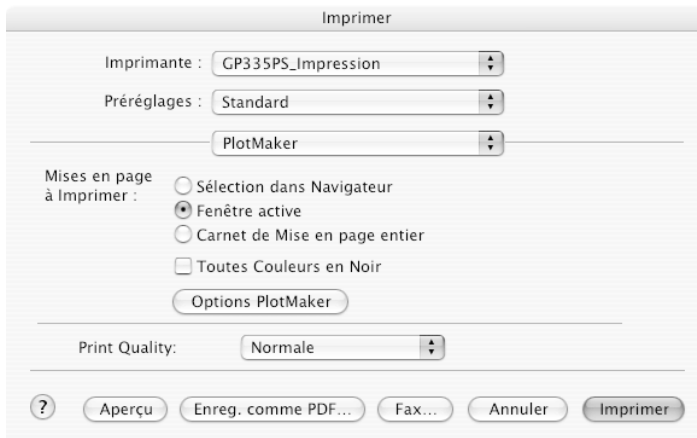 Imprimer
Imprimante : GP335PS_Impression
Préréglages : Standard
PlotMaker
Mises en page
à Imprimer :
Sélection dans Navigateur
Fenêtre active
Carnet de Mise en page entier
Toutes Couleurs en Noir
Options PlotMaker
Print Quality: Normale
? Aperçu Enreg. comme PDF... Fax... Annuler Imprimer